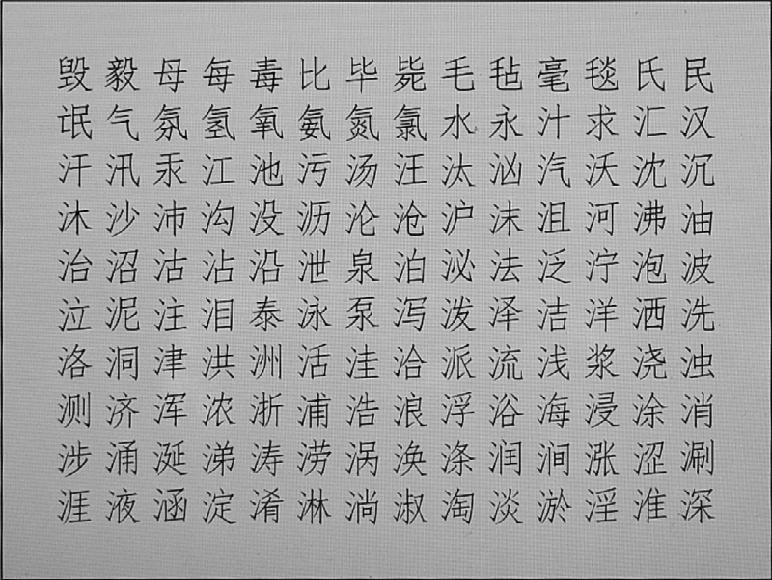 毁毅母每毒比毕毙毛毡毫毯氏民
氓气氛氢氧氨氮氯水永汁求汇汉
汗汛汞江池污汤汪汰汹汽沃沈沉
沐沙沛沟没沥沦沧沪沫沮河沸油
治沼沽沾沿泄泉泊泌法泛泞泡波
泣泥注泪泰泳泵泻泼泽洁洋洒洗
洛洞津洪洲活洼洽派流浅浆浇浊
测济浑浓浙浦浩浪浮浴海浸涂消
涉涌涎涕涛涝涡涣涤润涧涨涩涮
涯液涵淀淆淋淌淑淘淡淤淫淮深